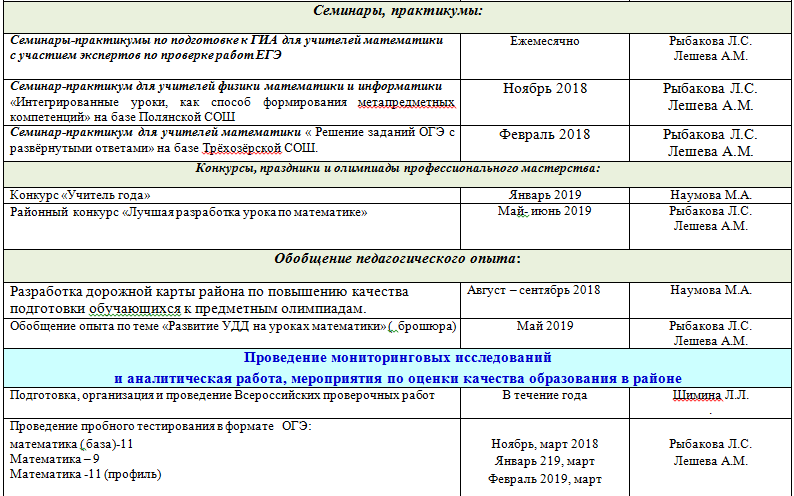 Семинары, практикумы:
Семинары-практикумы по подготовке к ГИА для учителей математики
с участием экспертов по проверке работ ЕГЭ
Ежемесячно
Рыбакова Л.С.
Лешева А.М.
Семинар-практикум для учителей физики математики и информатики
«Интегрированные уроки, как способ формирования метапредметных
компетенций» на базе Полянской СОШ
Ноябрь 2018
Рыбакова Л.С.
Лешева А.М.
Семинар-практикум для учителей математики « Решение заданий ОГЭ с
развёрнутыми ответами» на базе Трёхозёрской СОШ.
Февраль 2018
Рыбакова Л.С.
Лешева А.М.
Конкурсы, праздники и олимпиады профессионального мастерства:
Конкурс «Учитель года»
Январь 2019
Наумова М.А.
Районный конкурс «Лучшая разработка урока по математике»
Май- июнь 2019
Рыбакова Л.С.
Лешева А.М.
Обобщение педагогического опыта:
Разработка дорожной карты района по повышению качества
подготовки обучающихся к предметным олимпиадам.
Август – сентябрь 2018
Наумова М.А.
Обобщение опыта по теме «Развитие УДД на уроках математики» ( брошюра)
Май 2019
Рыбакова Л.С.
Лешева А.М.
Проведение мониторинговых исследований
и аналитическая работа, мероприятия по оценки качества образования в районе
Подготовка, организация и проведение Всероссийских проверочных работ
В течение года
Шимина Л.Л.
.
Проведение пробного тестирования в формате ОГЭ:
математика ( база)-11
Математика – 9
Математика -11 (профиль)
Ноябрь, март 2018
Январь 219, март
Февраль 2019, март
Рыбакова Л.С.
Лешева А.М.